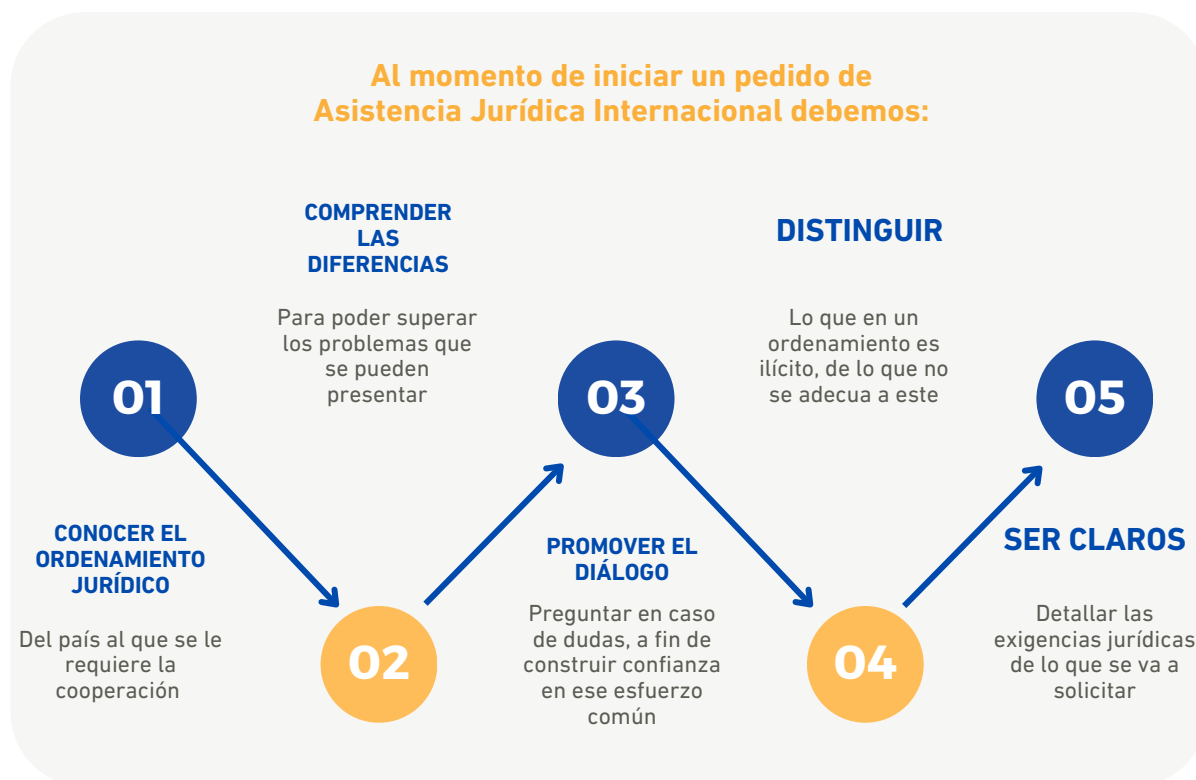 Al momento de iniciar un pedido de
Asistencia Jurídica Internacional debemos:
01
CONOCER EL
ORDENAMIENTO
JURÍDICO
Del país al que se le
requiere la
cooperación
COMPRENDER
LAS
DIFERENCIAS
Para poder superar
los problemas que
se pueden
presentar
02
03
PROMOVER EL
DIÁLOGO
Preguntar en caso
de dudas, a fin de
construir confianza
en ese esfuerzo
común
DISTINGUIR
Lo que en un
ordenamiento es
ilícito, de lo que no
se adecua a este
04
05
SER CLAROS
Detallar las
exigencias jurídicas
de lo que se va a
solicitar